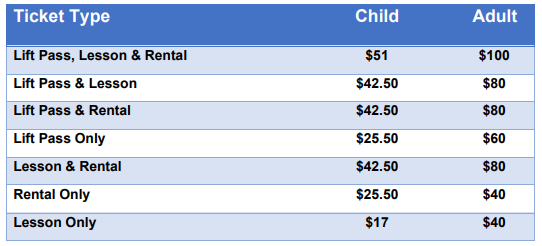 Ticket Type Child Adult
Lift Pass, Lesson & Rental $51 $100
Lift Pass & Lesson $42.50 $80
Lift Pass & Rental $42.50 $80
Lift Pass Only $25.50 $60
Lesson & Rental $42.50 $80
Rental Only $25.50 $40
Lesson Only $17 $40